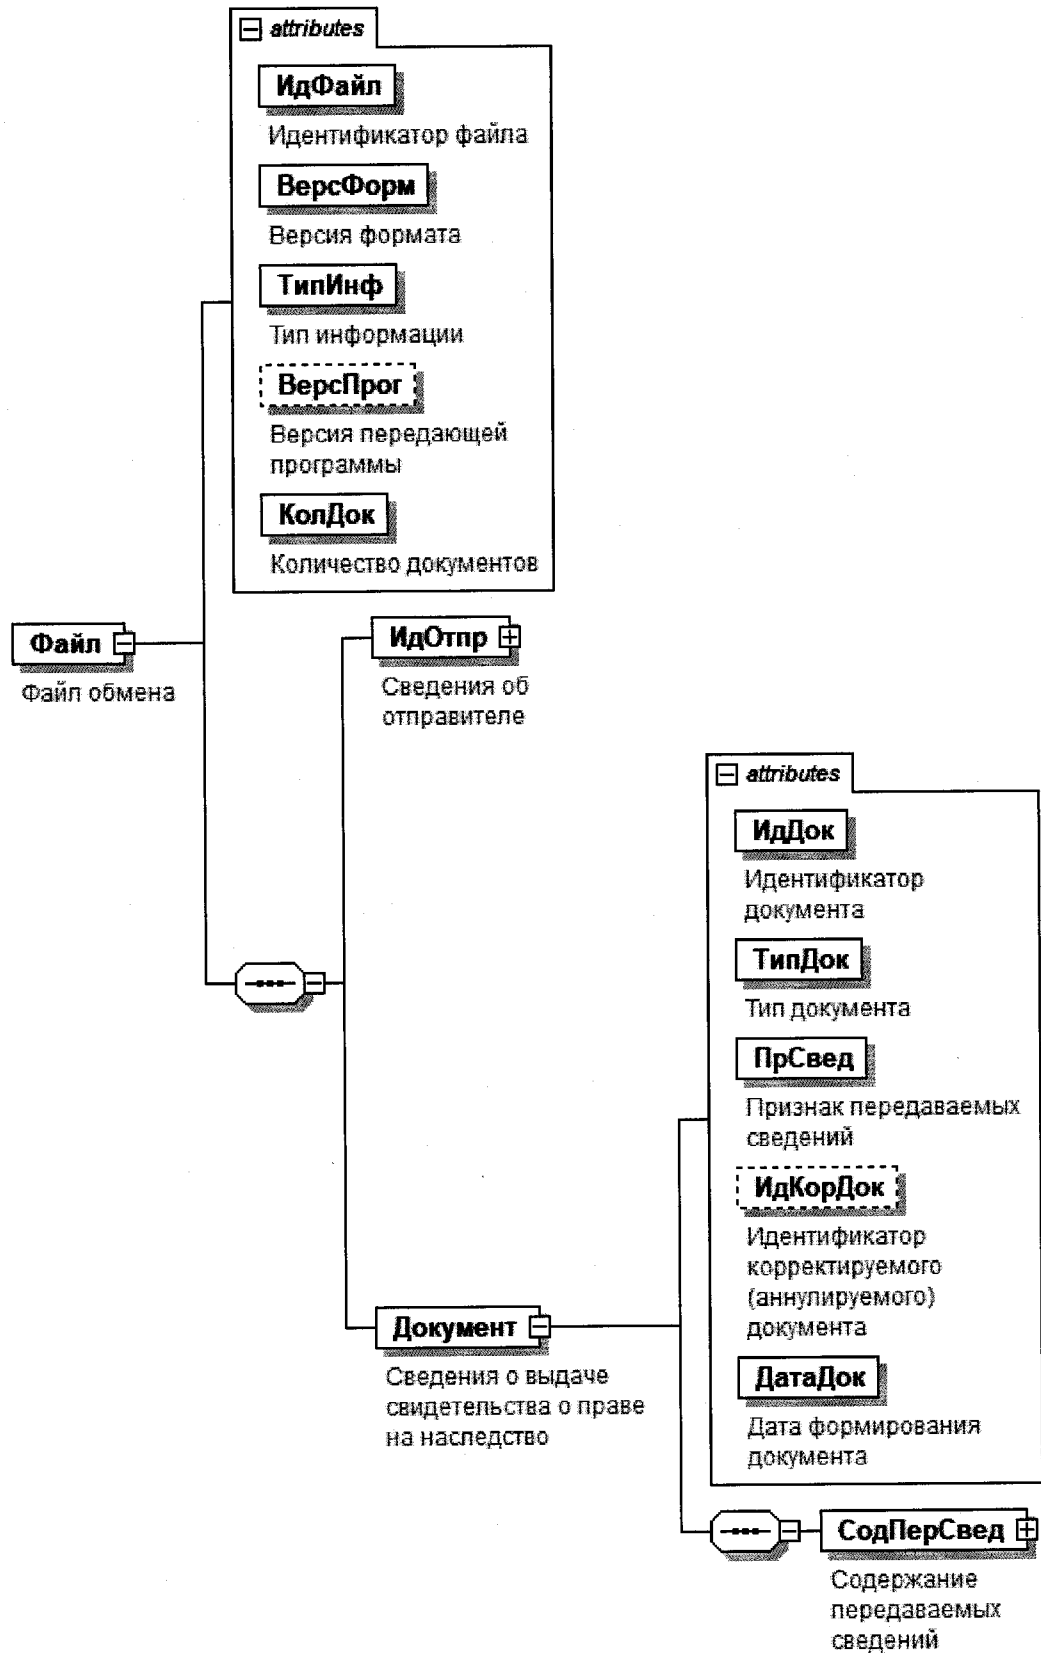 attributes
ИдФайл
Идентификатор файла
ВерсФорм
Версия формата
ТипИнф
Тип информации
ВерсПрог
Версия передающей
программы
КолДок
Количество документов
Файл
Файл обмена
ИдОтпр
Сведения об
отправителе
attributes
ИдДок
Идентификатор
документа
ТипДок
Тип документа
ПрСвед
Признак передаваемых
сведений
ИдКорДок
Идентификатор
корректируемого
(аннулируемого)
документа
ДатаДок
Дата формирования
документа
Документ
Сведения о выдаче
свидетельства о праве
на наследство
СодПерСвед
Содержание
передаваемых
сведений